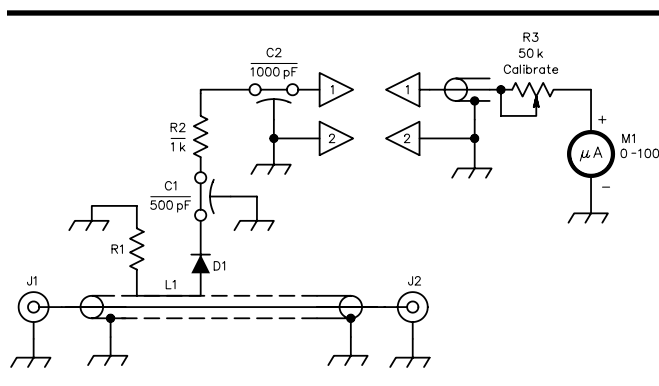 C2
1000 pF
R3
50 k
Calibrate
1
1
R2
1 k
2
2
+
M1
μA
0-100
–
C1
500 pF
R1
D1
J1
L1
J2